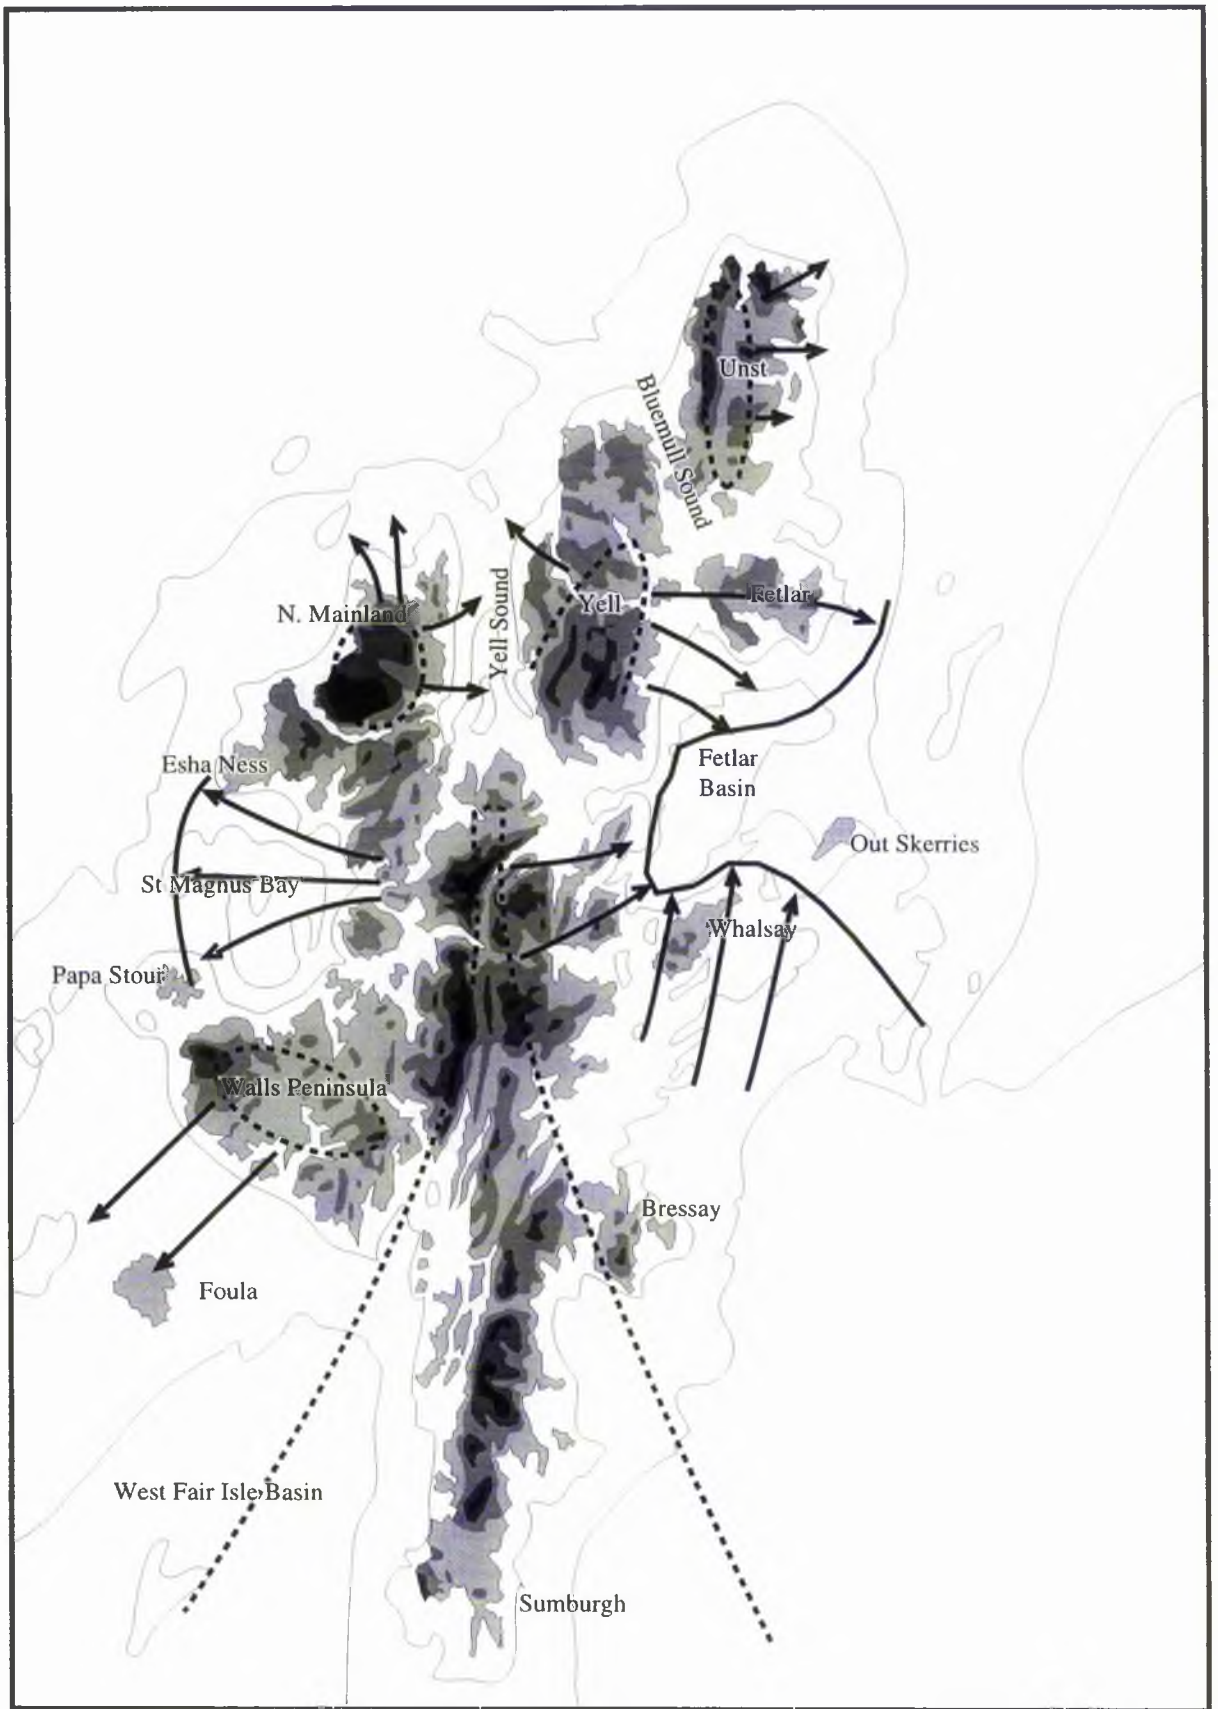 Unst
Bluemull Sound
Fetlar
Yell
N. Mainland
Yell Sound
Esha Ness
Fetlar
Basin
Out Skerries
St Magnus Bay
Whalsay
Papa Stour
Walls Peninsula
Bressay
Foula
West Fair Isle Basin
Sumburgh